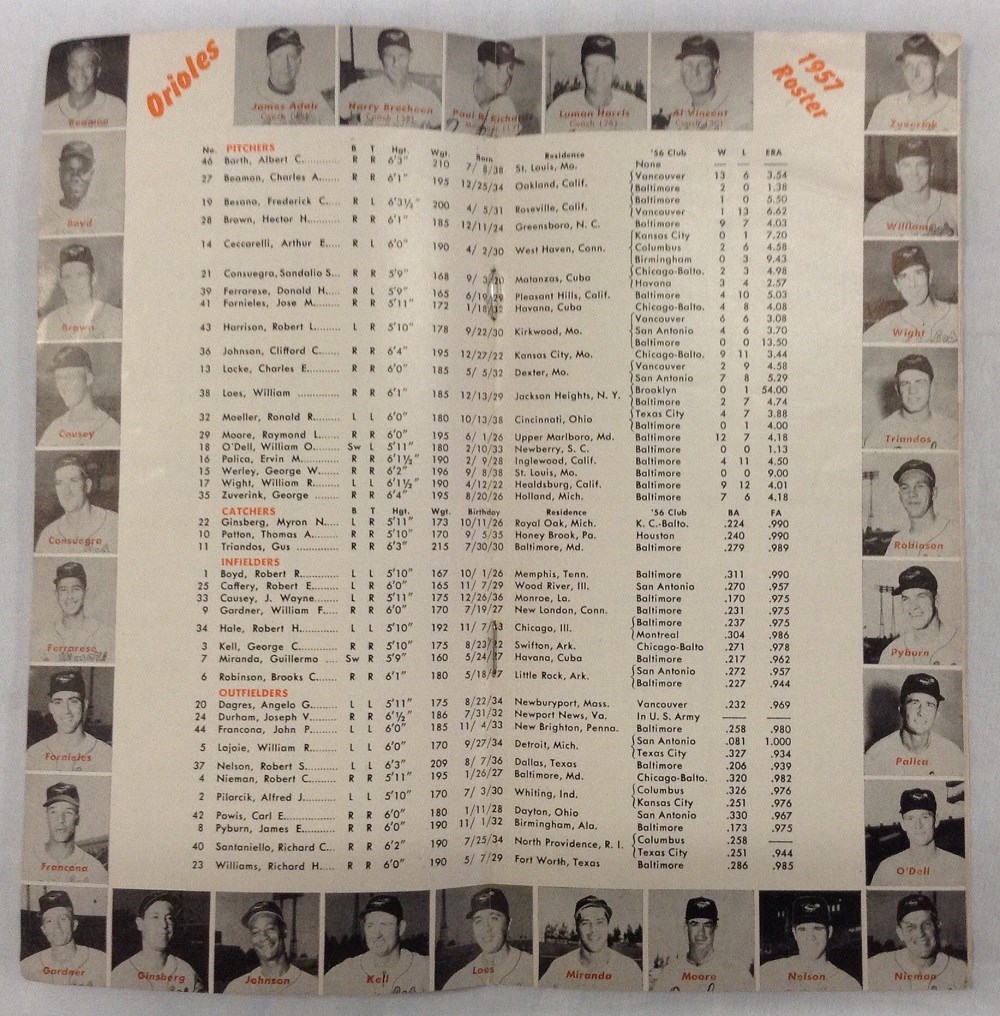 Orioles
1957 Roster
James Adair Coach
Harry Brecheen Coach
Paul R. Richards
Luman Harris Coach
Al Vincent Coach
Beamon
Zuverink
Boyd
Williams
Brown
Wight
Causey
Triandos
Consuegra
Robinson
Ferrarese
Pyburn
Fornieles
Palica
Francona
O'Dell
No. PITCHERS B T Hgt. Wgt. Born Residence '56 Club W L ERA
46 Barth, Albert C. R R 6'3" 210 7/ 8/38 St. Louis, Mo. None
27 Beamon, Charles A. R R 6'1" 195 12/25/34 Oakland, Calif. Vancouver 13 6 3.54
Baltimore 2 0 1.38
19 Besana, Frederick C. R L 6'3½" 200 4/ 5/31 Roseville, Calif. Baltimore 1 0 5.50
Vancouver 1 13 6.62
28 Brown, Hector H. R R 6'1" 185 12/11/24 Greensboro, N. C. Baltimore 9 7 4.03
14 Ceccarelli, Arthur E. R L 6'0" 190 4/ 2/30 West Haven, Conn. Kansas City 0 1 7.20
Columbus 2 6 4.58
Birmingham 0 3 9.43
21 Consuegra, Sandalio S. R R 5'9" 168 9/ 3/20 Matanzas, Cuba Chicago-Balto. 2 3 4.98
Havana 3 4 2.57
39 Ferrarese, Donald H. R L 5'9" 165 6/19/29 Pleasant Hills, Calif. Baltimore 4 10 5.03
41 Fornieles, Jose M. R R 5'11" 172 1/18/32 Havana, Cuba Chicago-Balto. 4 8 4.08
43 Harrison, Robert L. L R 5'10" 178 9/22/30 Kirkwood, Mo. Vancouver 6 6 3.08
San Antonio 4 6 3.70
Baltimore 0 0 13.50
36 Johnson, Clifford C. R R 6'4" 195 12/27/22 Kansas City, Mo. Chicago-Balto. 9 11 3.44
13 Locke, Charles E. R R 6'0" 185 5/ 5/32 Dexter, Mo. Vancouver 2 9 4.58
San Antonio 7 8 5.29
38 Loes, William R R 6'1" 185 12/13/29 Jackson Heights, N. Y. Brooklyn 0 1 54.00
Baltimore 2 7 4.74
32 Moeller, Ronald R. L L 6'0" 180 10/13/38 Cincinnati, Ohio Texas City 4 7 3.88
Baltimore 0 1 4.00
29 Moore, Raymond L. R R 6'0" 195 6/ 1/26 Upper Marlboro, Md. Baltimore 12 7 4.18
18 O'Dell, William O. Sw L 5'11" 180 2/10/33 Newberry, S. C. Baltimore 0 0 1.13
16 Palica, Ervin M. R R 6'1½" 190 2/ 9/28 Inglewood, Calif. Baltimore 4 11 4.50
15 Werley, George W. R R 6'2" 196 9/ 8/38 St. Louis, Mo. Baltimore 0 0 9.00
17 Wight, William R. L L 6'1½" 190 4/12/22 Healdsburg, Calif. Baltimore 9 12 4.01
35 Zuverink, George R R 6'4" 195 8/20/26 Holland, Mich. Baltimore 7 6 4.18
CATCHERS B T Hgt. Wgt. Birthday Residence '56 Club BA FA
22 Ginsberg, Myron N. L R 5'11" 173 10/11/26 Royal Oak, Mich. K. C.-Balto. .224 .990
10 Patton, Thomas A. R R 5'10" 170 9/ 5/35 Honey Brook, Pa. Houston .240 .990
11 Triandos, Gus R R 6'3" 215 7/30/30 Baltimore, Md. Baltimore .279 .989
INFIELDERS
1 Boyd, Robert R. L L 5'10" 167 10/ 1/26 Memphis, Tenn. Baltimore .311 .990
25 Caffery, Robert E. L R 6'0" 165 11/ 7/29 Wood River, Ill. San Antonio .270 .957
33 Causey, J. Wayne L L 5'11" 175 12/26/36 Monroe, La. Baltimore .170 .975
9 Gardner, William F. R R 6'0" 170 7/19/27 New London, Conn. Baltimore .231 .975
34 Hale, Robert H. L L 5'10" 192 11/ 7/33 Chicago, Ill. Baltimore .237 .975
Montreal .304 .986
3 Kell, George C. R R 5'10" 175 8/23/22 Swifton, Ark. Chicago-Balto .271 .978
7 Miranda, Guillermo Sw R 5'9" 160 5/24/27 Havana, Cuba Baltimore .217 .962
6 Robinson, Brooks C. R R 6'1" 180 5/18/37 Little Rock, Ark. San Antonio .272 .957
Baltimore .227 .944
OUTFIELDERS
20 Dagres, Angelo G. L L 5'11" 175 8/22/34 Newburyport, Mass. Vancouver .232 .969
24 Durham, Joseph V. R R 6'½" 186 7/31/32 Newport News, Va. In U. S. Army
44 Francona, John P. L L 6'0" 185 11/ 4/33 New Brighton, Penna. Baltimore .258 .980
5 Lajoie, William R. L L 6'0" 170 9/27/34 Detroit, Mich. San Antonio .081 1.000
Texas City .327 .934
37 Nelson, Robert S. L L 6'3" 209 8/ 7/36 Dallas, Texas Baltimore .206 .939
4 Nieman, Robert C. R R 5'11" 195 1/26/27 Baltimore, Md. Chicago-Balto. .320 .982
2 Pilarcik, Alfred J. L L 5'10" 170 7/ 3/30 Whiting, Ind. Columbus .326 .976
Kansas City .251 .976
42 Powis, Carl E. R R 6'0" 180 1/11/28 Dayton, Ohio San Antonio .330 .967
8 Pyburn, James E. R R 6'0" 190 11/ 1/32 Birmingham, Ala. Baltimore .173 .975
40 Santaniello, Richard C. R R 6'2" 190 7/25/34 North Providence, R. I. Columbus .258
Texas City .251 .944
23 Williams, Richard H. R R 6'0" 190 5/ 7/29 Fort Worth, Texas Baltimore .286 .985
Gardner
Ginsberg
Johnson
Kell
Loes
Miranda
Moore
Nelson
Nieman